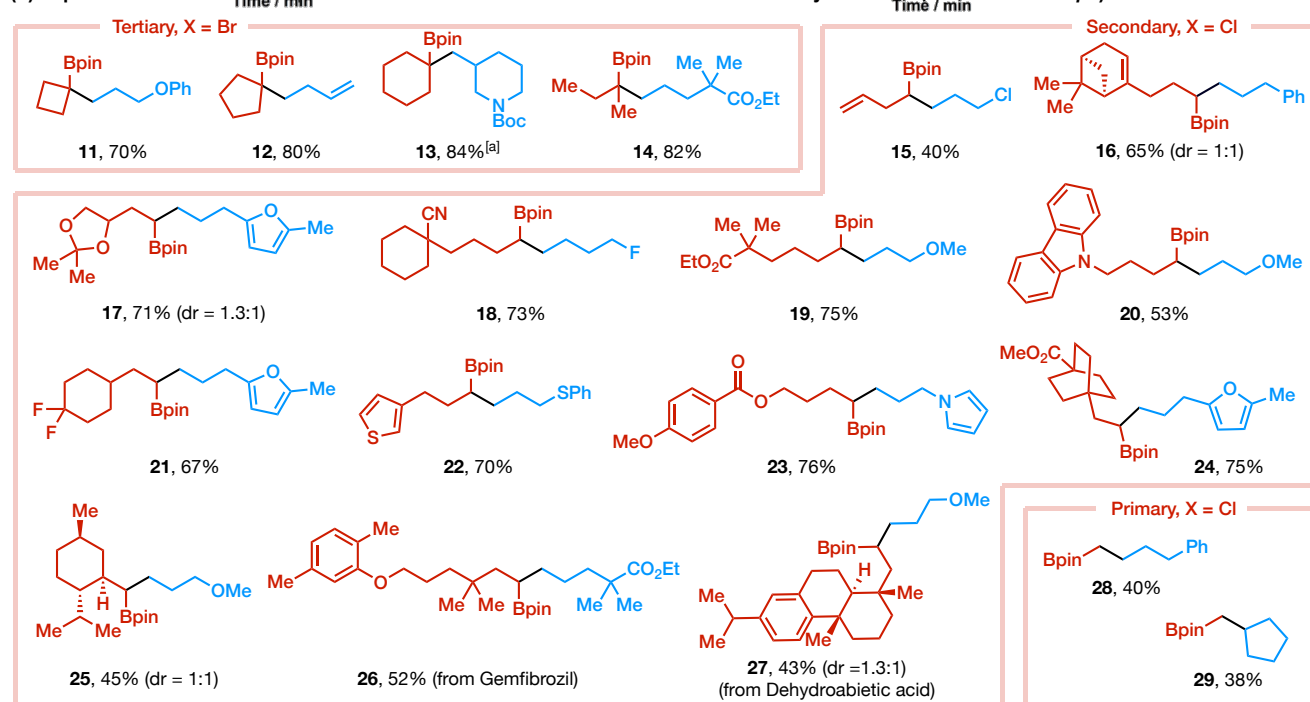 Time / min
Time / min
Tertiary, X = Br
Secondary, X = Cl
Bpin
OPh
11, 70%
Bpin
12, 80%
Bpin
N
Boc
13, 84%[a]
Bpin
Me
Me
Me Me
CO2Et
14, 82%
Bpin
Cl
15, 40%
Me
Me
Bpin
Ph
16, 65% (dr = 1:1)
O
O
Me
Me
Bpin
O
Me
17, 71% (dr = 1.3:1)
CN
Bpin
F
18, 73%
Me Me
EtO2C
Bpin
OMe
19, 75%
N
Bpin
OMe
20, 53%
F
F
Bpin
O
Me
21, 67%
S
Bpin
SPh
22, 70%
O
O
MeO
Bpin
N
23, 76%
MeO2C
Bpin
O
Me
24, 75%
Me
H
Me
Me
Bpin
OMe
25, 45% (dr = 1:1)
Me
Me
O
Me Me
Bpin
Me Me
CO2Et
26, 52% (from Gemfibrozil)
OMe
Bpin
H
Me
Me
Me
Me
27, 43% (dr =1.3:1)
(from Dehydroabietic acid)
Primary, X = Cl
Bpin
Ph
28, 40%
Bpin
29, 38%